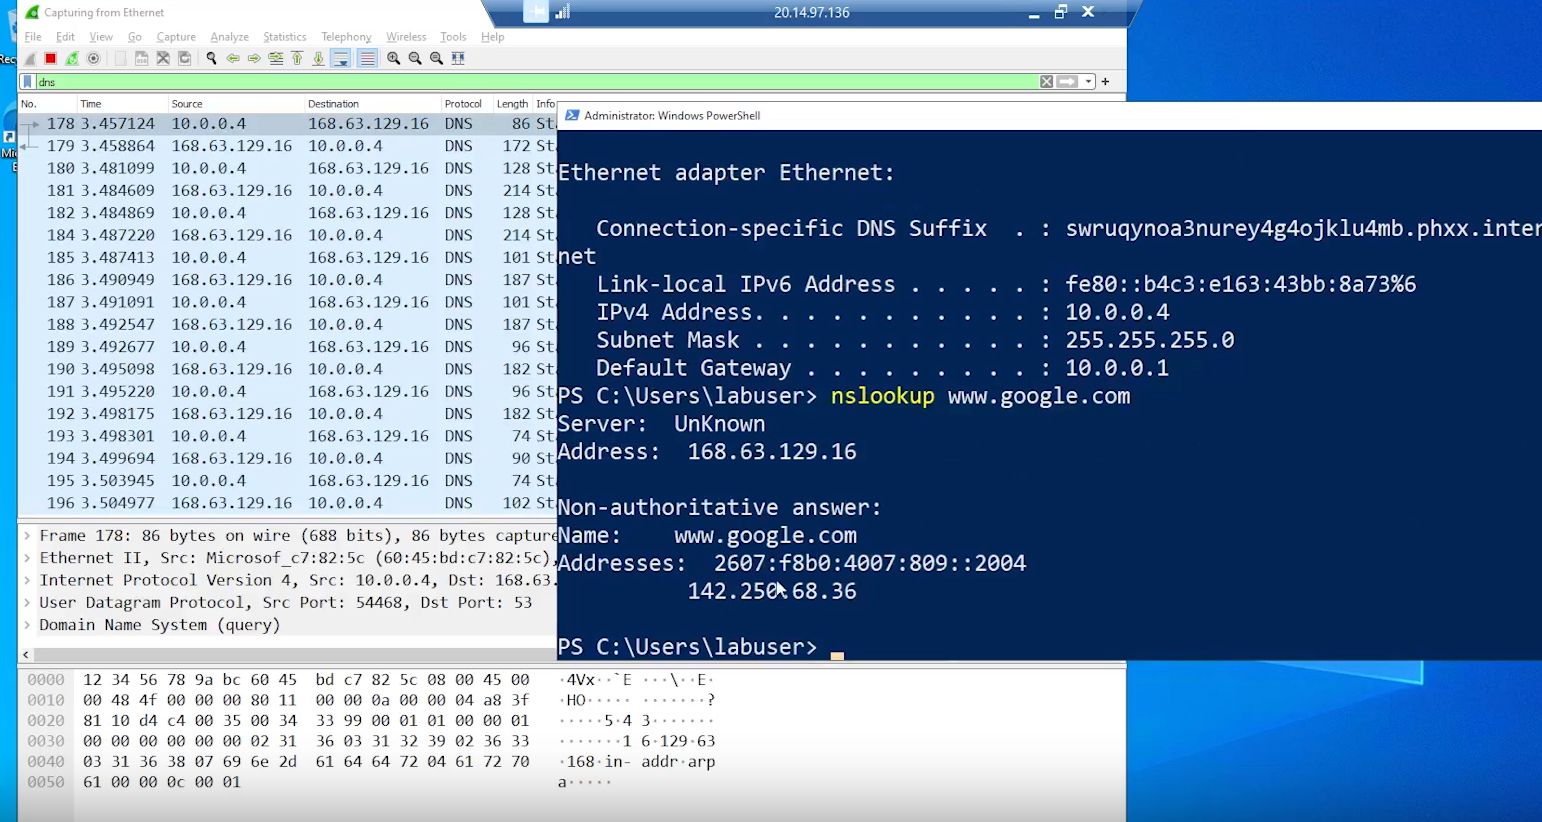 Capturing from Ethernet
20.14.97.136
File Edit View Go Capture Analyze Statistics Telephony Wireless Tools Help
dns
No. Time Source Destination Protocol Length Info
178 3.457124 10.0.0.4 168.63.129.16 DNS 86 St
179 3.458864 168.63.129.16 10.0.0.4 DNS 172 St
180 3.481099 10.0.0.4 168.63.129.16 DNS 128 St
181 3.484609 168.63.129.16 10.0.0.4 DNS 214 St
182 3.484869 10.0.0.4 168.63.129.16 DNS 128 St
184 3.487220 168.63.129.16 10.0.0.4 DNS 214 St
185 3.487413 10.0.0.4 168.63.129.16 DNS 101 St
186 3.490949 168.63.129.16 10.0.0.4 DNS 187 St
187 3.491091 10.0.0.4 168.63.129.16 DNS 101 St
188 3.492547 168.63.129.16 10.0.0.4 DNS 187 St
189 3.492677 10.0.0.4 168.63.129.16 DNS 96 St
190 3.495098 168.63.129.16 10.0.0.4 DNS 182 St
191 3.495220 10.0.0.4 168.63.129.16 DNS 96 St
192 3.498175 168.63.129.16 10.0.0.4 DNS 182 St
193 3.498301 10.0.0.4 168.63.129.16 DNS 74 St
194 3.499694 168.63.129.16 10.0.0.4 DNS 90 St
195 3.503945 10.0.0.4 168.63.129.16 DNS 74 St
196 3.504977 168.63.129.16 10.0.0.4 DNS 102 St
Frame 178: 86 bytes on wire (688 bits), 86 bytes capture
Ethernet II, Src: Microsof_c7:82:5c (60:45:bd:c7:82:5c),
Internet Protocol Version 4, Src: 10.0.0.4, Dst: 168.63.
User Datagram Protocol, Src Port: 54468, Dst Port: 53
Domain Name System (query)
0000 12 34 56 78 9a bc 60 45 bd c7 82 5c 08 00 45 00 ·4Vx··`E ···\··E·
0010 00 48 4f 00 00 00 80 11 00 00 0a 00 00 04 a8 3f ·HO····· ·······?
0020 81 10 d4 c4 00 35 00 34 33 99 00 01 01 00 00 01 ·····5·4 3·······
0030 00 00 00 00 00 00 02 31 36 03 31 32 39 02 36 33 ·······1 6·129·63
0040 03 31 36 38 07 69 6e 2d 61 64 64 72 04 61 72 70 ·168·in- addr·arp
0050 61 00 00 0c 00 01 a·····
Administrator: Windows PowerShell
Ethernet adapter Ethernet:
Connection-specific DNS Suffix . : swruqynoa3nurey4g4ojklu4mb.phxx.inter
net
Link-local IPv6 Address . . . . . : fe80::b4c3:e163:43bb:8a73%6
IPv4 Address. . . . . . . . . . . : 10.0.0.4
Subnet Mask . . . . . . . . . . . : 255.255.255.0
Default Gateway . . . . . . . . . : 10.0.0.1
PS C:\Users\labuser> nslookup www.google.com
Server: UnKnown
Address: 168.63.129.16
Non-authoritative answer:
Name: www.google.com
Addresses: 2607:f8b0:4007:809::2004
142.250.68.36
PS C:\Users\labuser>